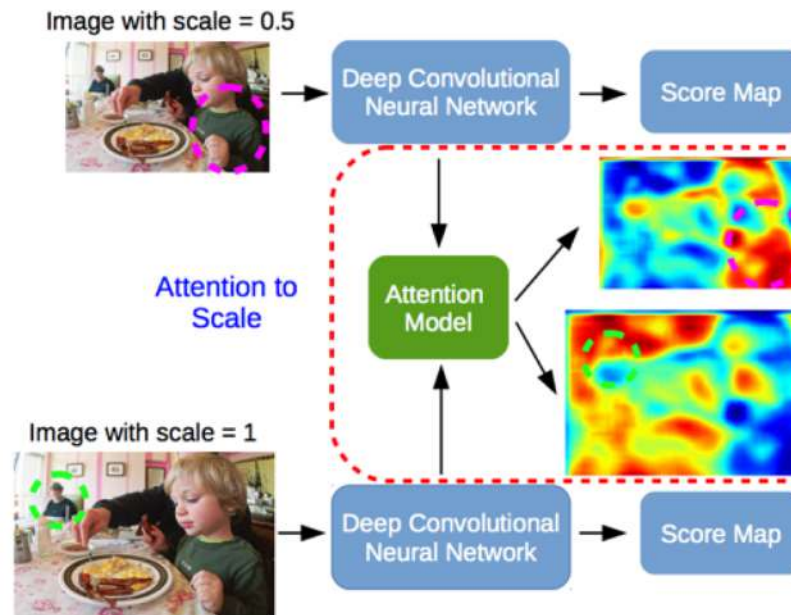 Image with scale = 0.5
Deep Convolutional
Neural Network
Score Map
Attention to
Scale
Attention
Model
Image with scale = 1
Deep Convolutional
Neural Network
Score Map